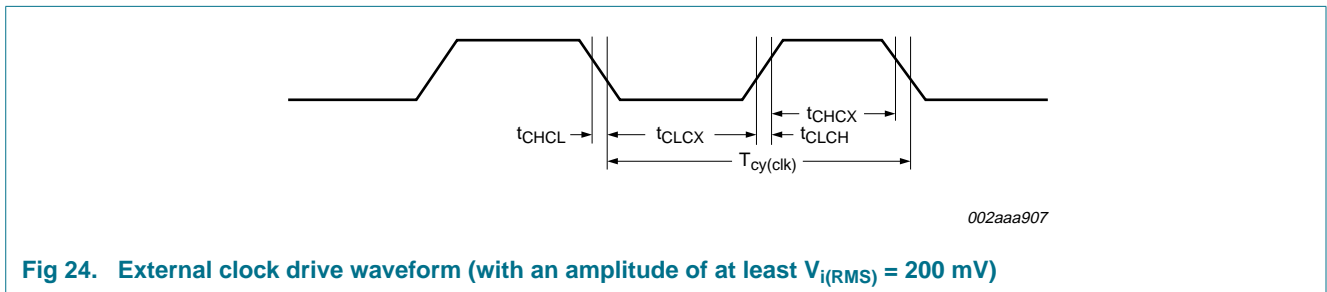 tCHCX
tCHCL tCLCX tCLCH
Tcy(clk)
002aaa907
Fig 24. External clock drive waveform (with an amplitude of at least Vi(RMS) = 200 mV)